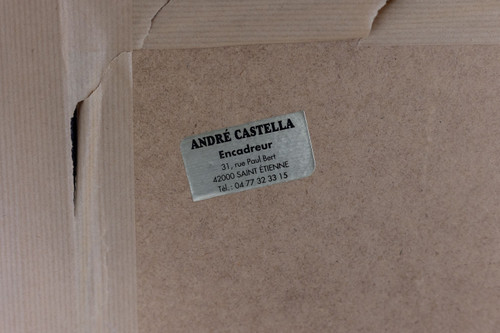 ANDRÉ CASTELLA
Encadreur
31, rue Paul Bert
42000 SAINT ÉTIENNE
Tél.: 04 77 32 33 15